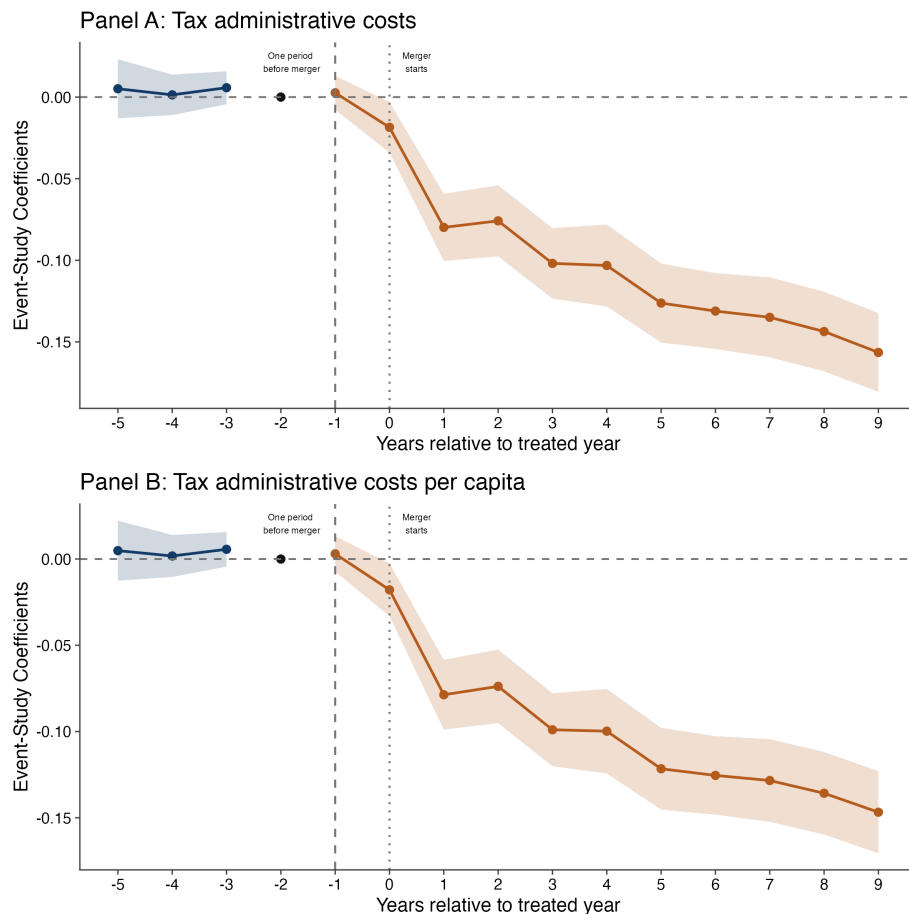 Panel A: Tax administrative costs
One period
before merger
Merger
starts
0.00
-0.05
-0.10
-0.15
Event-Study Coefficients
-5 -4 -3 -2 -1 0 1 2 3 4 5 6 7 8 9
Years relative to treated year
Panel B: Tax administrative costs per capita
One period
before merger
Merger
starts
0.00
-0.05
-0.10
-0.15
Event-Study Coefficients
-5 -4 -3 -2 -1 0 1 2 3 4 5 6 7 8 9
Years relative to treated year